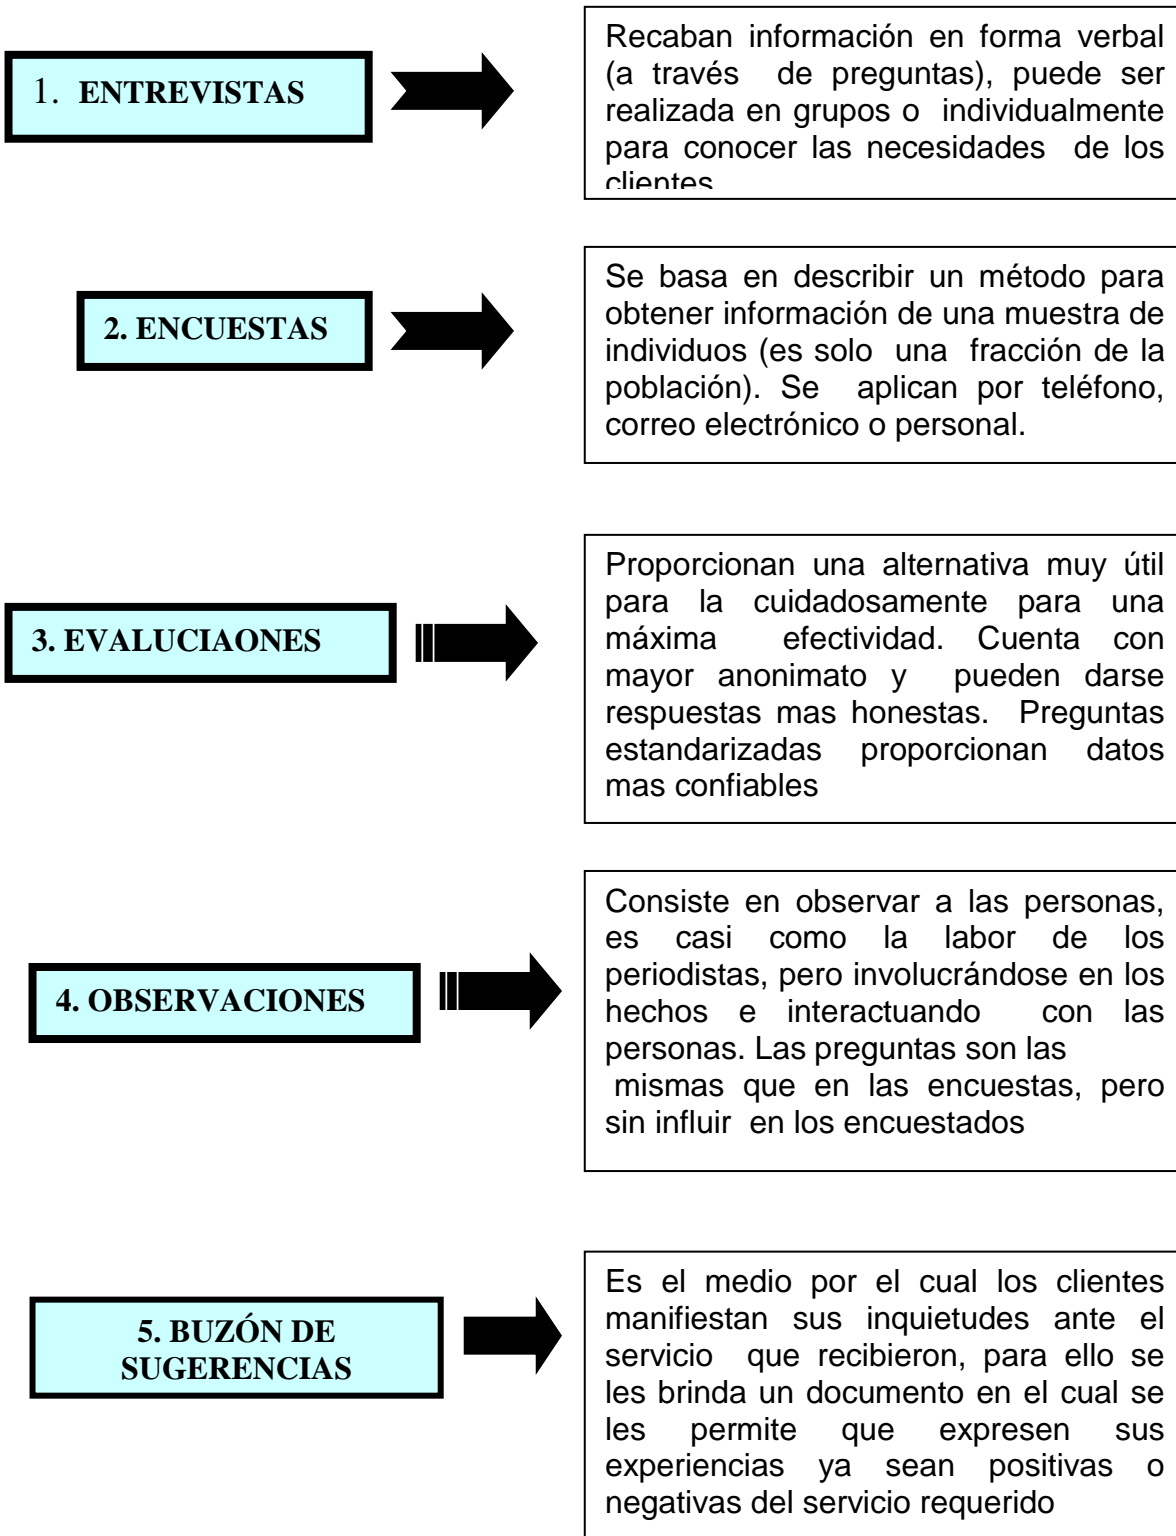 1. ENTREVISTAS
Recaban información en forma verbal
(a través de preguntas), puede ser
realizada en grupos o individualmente
para conocer las necesidades de los
clientes
2. ENCUESTAS
Se basa en describir un método para
obtener información de una muestra de
individuos (es solo una fracción de la
población). Se aplican por teléfono,
correo electrónico o personal.
3. EVALUCIAONES
Proporcionan una alternativa muy útil
para la cuidadosamente para una
máxima efectividad. Cuenta con
mayor anonimato y pueden darse
respuestas mas honestas. Preguntas
estandarizadas proporcionan datos
mas confiables
4. OBSERVACIONES
Consiste en observar a las personas,
es casi como la labor de los
periodistas, pero involucrándose en los
hechos e interactuando con las
personas. Las preguntas son las
mismas que en las encuestas, pero
sin influir en los encuestados
5. BUZÓN DE
SUGERENCIAS
Es el medio por el cual los clientes
manifiestan sus inquietudes ante el
servicio que recibieron, para ello se
les brinda un documento en el cual se
les permite que expresen sus
experiencias ya sean positivas o
negativas del servicio requerido